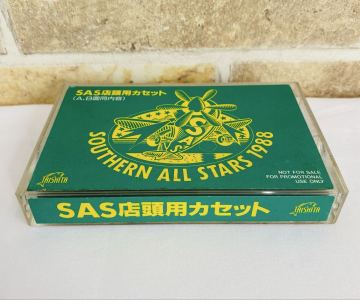 SAS店頭用カセット
(A、B面同内容)
SAS
SOUTHERN ALL STARS 1988
TAISHITA
NOT FOR SALE
FOR PROMOTIONAL
USE ONLY
SAS店頭用カセット
TAISHITA